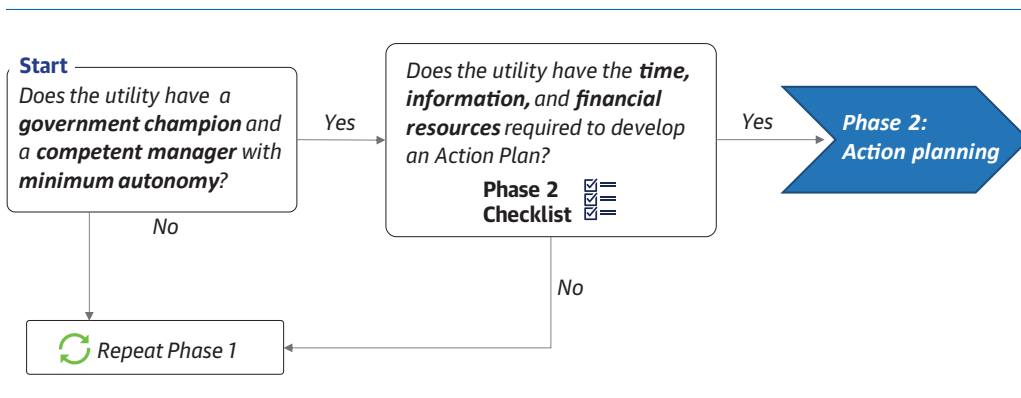 Start
Does the utility have a
government champion and
a competent manager with
minimum autonomy?
Yes
Does the utility have the time,
information, and financial
resources required to develop
an Action Plan?
Phase 2
Checklist
Yes
Phase 2:
Action planning
No
No
Repeat Phase 1